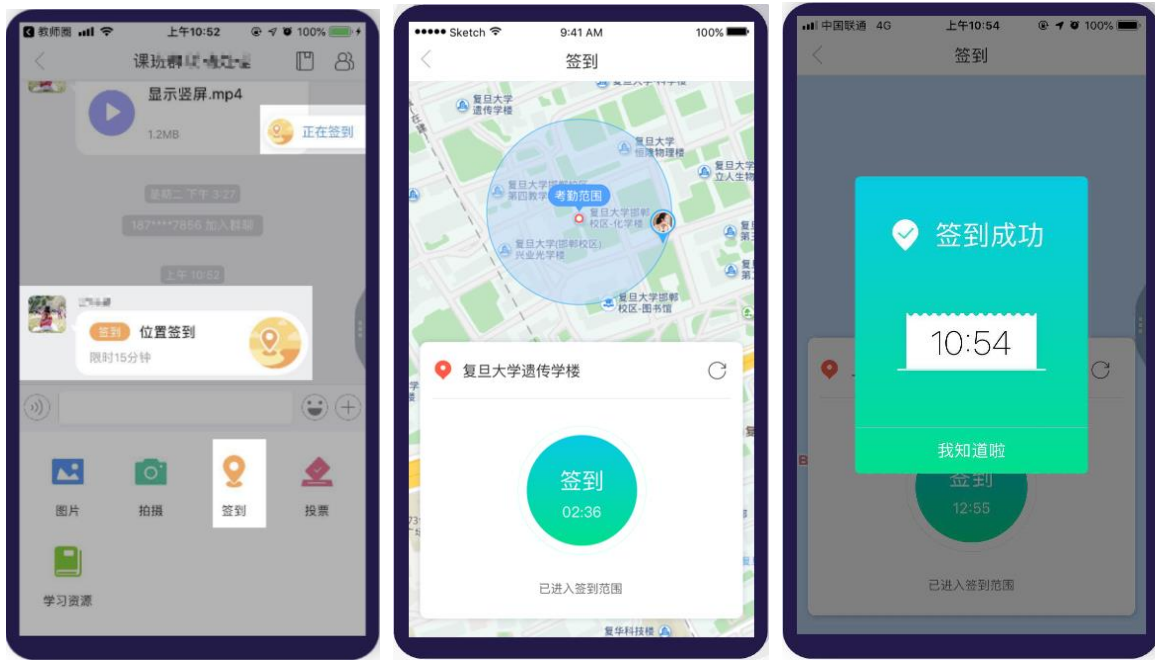 教师圈
上午10:52
100%
课班群
显示竖屏.mp4
1.2MB
正在签到
星期二 下午 3:27
187****7856 加入群聊
上午 10:52
签到 位置签到
限时15分钟
图片
拍摄
签到
投票
学习资源
Sketch
9:41 AM
100%
签到
复旦大学
遗传学楼
复旦大学
恒隆物理楼
复旦大学
立人生物
第四教学
考勤范围
复旦大学邯郸
校区-化学楼
复旦大学(邯郸校区)
兴业光学楼
复旦大学邯郸
校区-图书馆
复旦大学遗传学楼
签到
02:36
已进入签到范围
复华科技楼
中国联通 4G
上午10:54
100%
签到
签到成功
10:54
我知道啦
签到
12:55
已进入签到范围